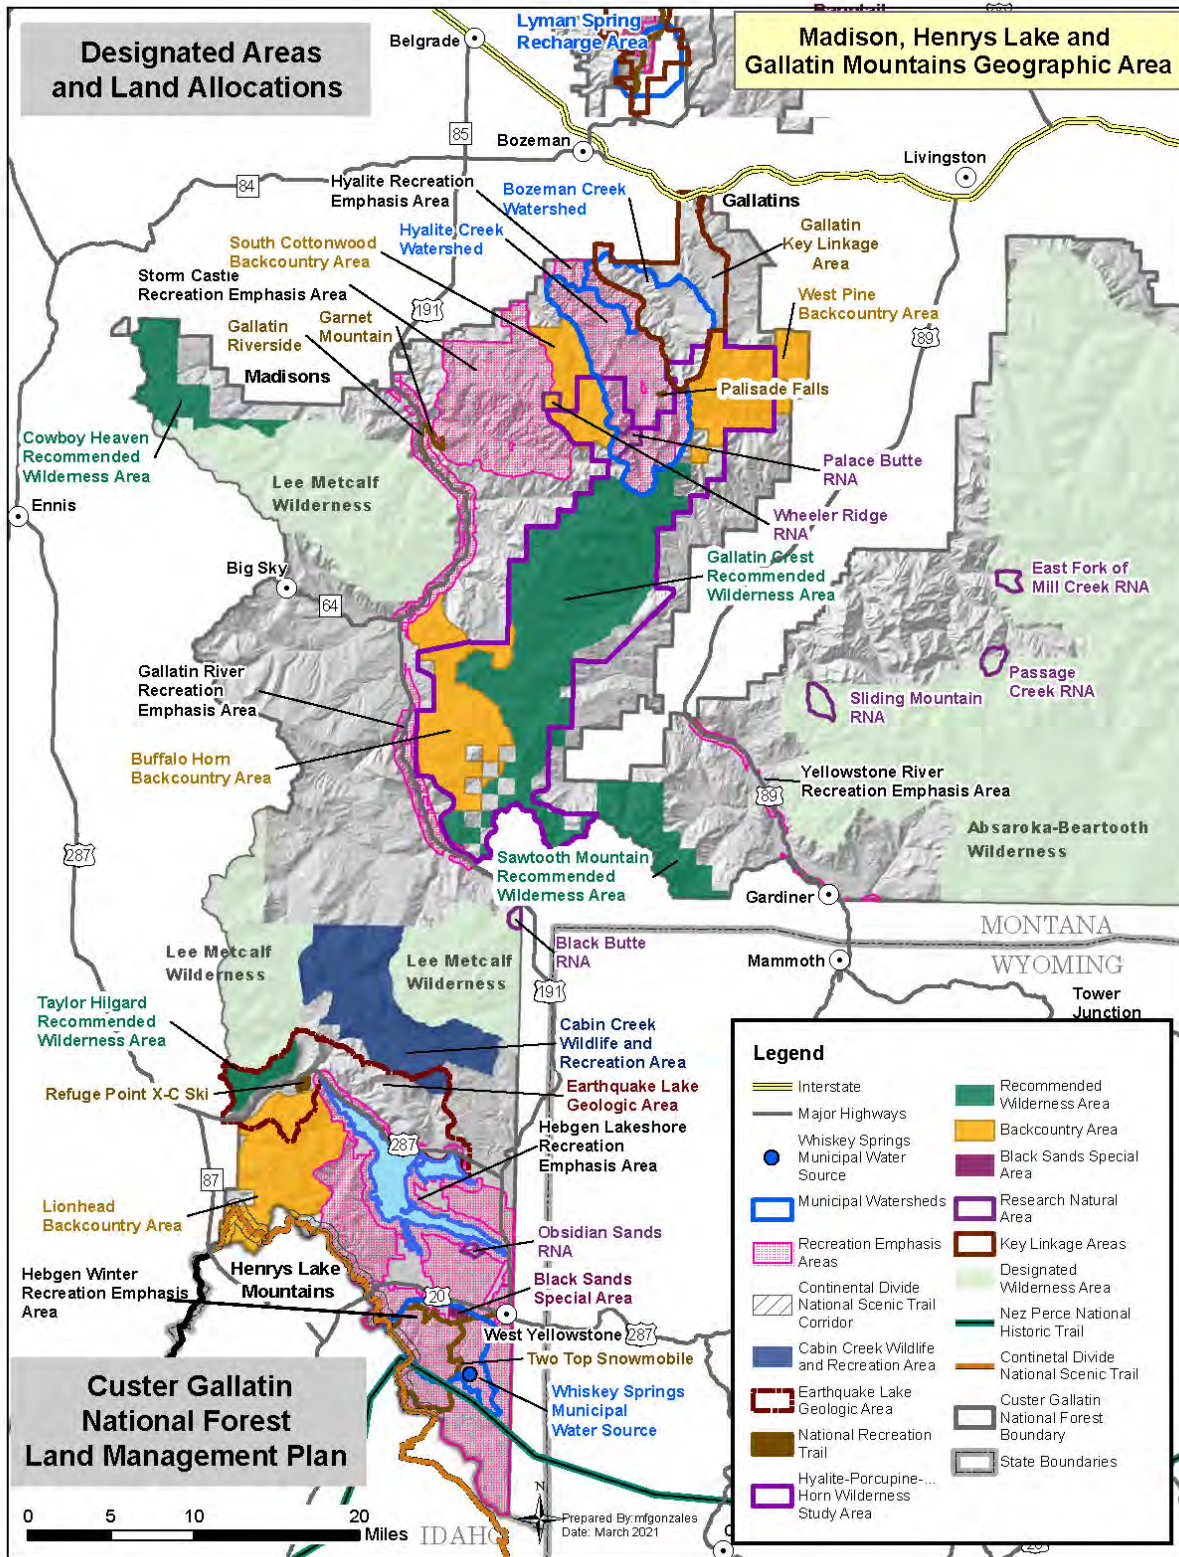 Designated Areas
and Land Allocations
Madison, Henrys Lake and
Gallatin Mountains Geographic Area
Lyman Spring
Recharge Area
Belgrade
85
Bozeman
Livingston
84
Hyalite Recreation
Emphasis Area
Bozeman Creek
Watershed
Gallatins
Hyalite Creek
Watershed
Gallatin
Key Linkage
Area
South Cottonwood
Backcountry Area
Storm Castle
Recreation Emphasis Area
West Pine
Backcountry Area
191
Gallatin
Riverside
Garnet
Mountain
89
Madisons
Palisade Falls
Cowboy Heaven
Recommended
Wilderness Area
Lee Metcalf
Wilderness
Palace Butte
RNA
Ennis
Wheeler Ridge
RNA
Gallatin Crest
Recommended
Wilderness Area
Big Sky
64
East Fork of
Mill Creek RNA
Gallatin River
Recreation
Emphasis Area
Passage
Creek RNA
Sliding Mountain
RNA
Buffalo Horn
Backcountry Area
Yellowstone River
Recreation Emphasis Area
89
287
Absaroka-Beartooth
Wilderness
Sawtooth Mountain
Recommended
Wilderness Area
Gardiner
MONTANA
WYOMING
Lee Metcalf
Wilderness
Lee Metcalf
Wilderness
Black Butte
RNA
Mammoth
191
Tower
Junction
Taylor Hilgard
Recommended
Wilderness Area
Cabin Creek
Wildlife and
Recreation Area
Refuge Point X-C Ski
Earthquake Lake
Geologic Area
Hebgen Lakeshore
Recreation
Emphasis Area
287
87
Lionhead
Backcountry Area
Obsidian Sands
RNA
Hebgen Winter
Recreation Emphasis
Area
Henrys Lake
Mountains
Black Sands
Special Area
20
West Yellowstone
287
Two Top Snowmobile
Whiskey Springs
Municipal
Water Source
Custer Gallatin
National Forest
Land Management Plan
0 5 10 20
Miles
IDAHO
N
Prepared By:mfgonzales
Date: March 2021
Legend
Interstate
Major Highways
Whiskey Springs
Municipal Water
Source
Municipal Watersheds
Recreation Emphasis
Areas
Continental Divide
National Scenic Trail
Corridor
Cabin Creek Wildlife
and Recreation Area
Earthquake Lake
Geologic Area
National Recreation
Trail
Hyalite-Porcupine-...
Horn Wilderness
Study Area
Recommended
Wilderness Area
Backcountry Area
Black Sands Special
Area
Research Natural
Area
Key Linkage Areas
Designated
Wilderness Area
Nez Perce National
Historic Trail
Continetal Divide
National Scenic Trail
Custer Gallatin
National Forest
Boundary
State Boundaries